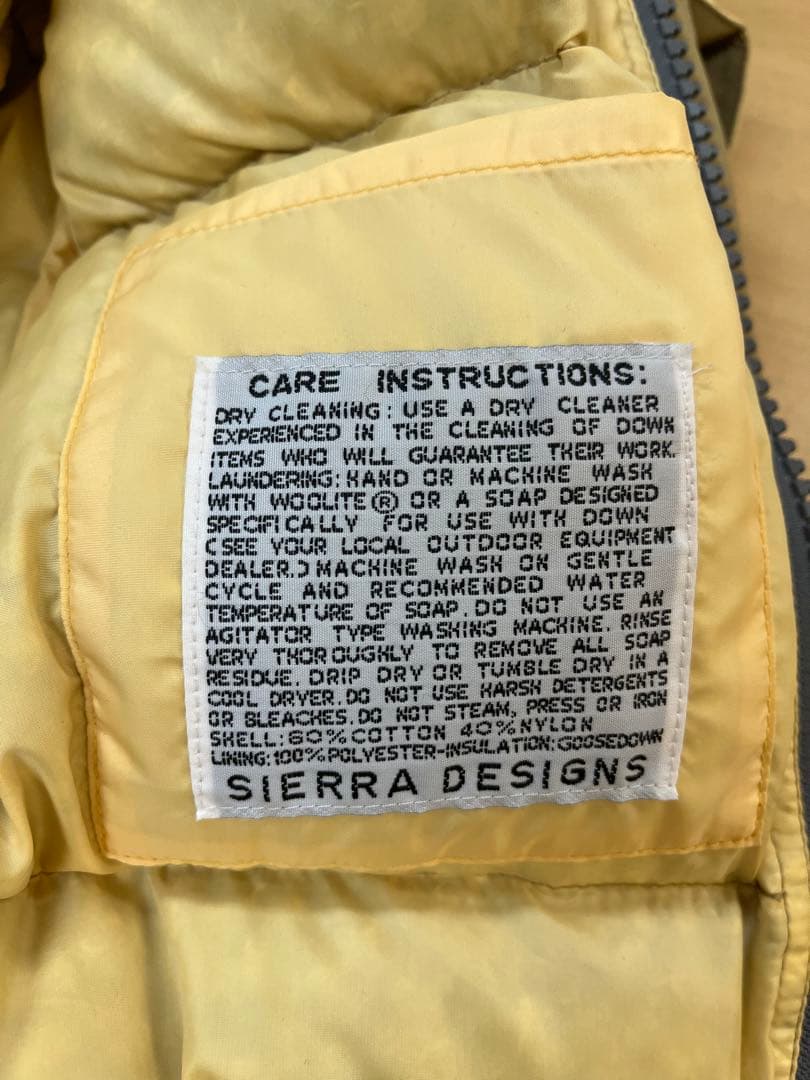 CARE INSTRUCTIONS:
DRY CLEANING: USE A DRY CLEANER
EXPERIENCED IN THE CLEANING OF DOWN
ITEMS WHO WILL GUARANTEE THEIR WORK.
LAUNDERING: HAND OR MACHINE WASH
WITH WOOLITE® OR A SOAP DESIGNED
SPECIFICALLY FOR USE WITH DOWN
(SEE YOUR LOCAL OUTDOOR EQUIPMENT
DEALER.) MACHINE WASH ON GENTLE
CYCLE AND RECOMMENDED WATER
TEMPERATURE OF SOAP. DO NOT USE AN
AGITATOR TYPE WASHING MACHINE. RINSE
VERY THOROUGHLY TO REMOVE ALL SOAP
RESIDUE. DRIP DRY OR TUMBLE DRY IN A
COOL DRYER. DO NOT USE HARSH DETERGENTS
OR BLEACHES. DO NOT STEAM, PRESS OR IRON
SHELL: 60% COTTON 40% NYLON
LINING: 100% POLYESTER-INSULATION: GOOSEDOWN
SIERRA DESIGNS